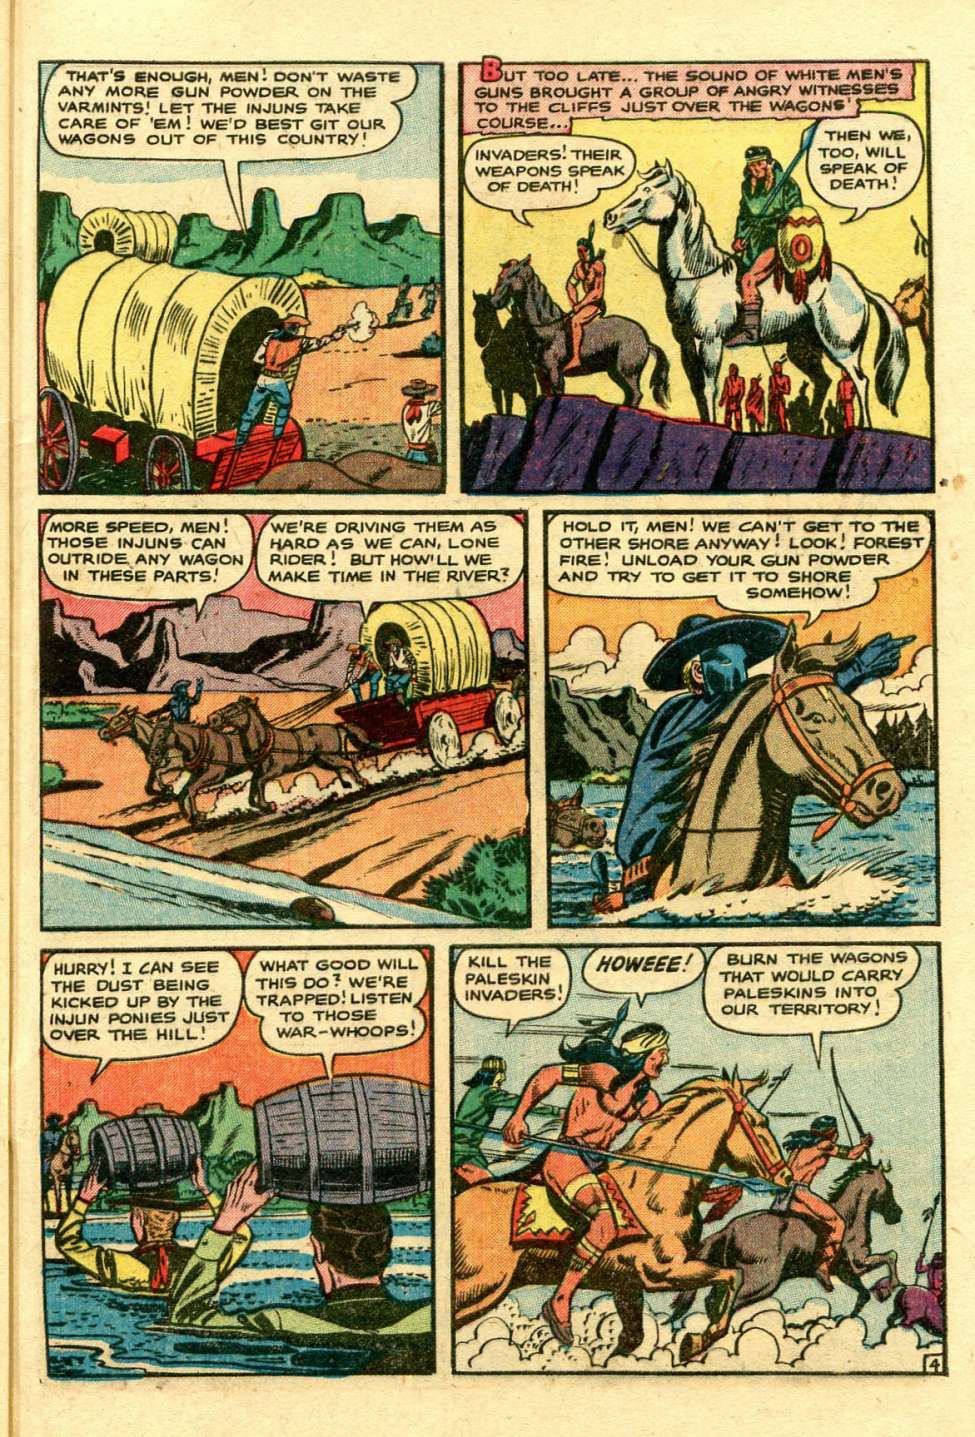 THAT'S ENOUGH, MEN! DON'T WASTE
ANY MORE GUN POWDER ON THE
VARMINTS! LET THE INJUNS TAKE
CARE OF 'EM! WE'D BEST GIT OUR
WAGONS OUT OF THIS COUNTRY!
BUT TOO LATE... THE SOUND OF WHITE MEN'S
GUNS BROUGHT A GROUP OF ANGRY WITNESSES
TO THE CLIFFS JUST OVER THE WAGONS'
COURSE...
INVADERS! THEIR
WEAPONS SPEAK
OF DEATH!
THEN WE,
TOO, WILL
SPEAK OF
DEATH!
MORE SPEED, MEN!
THOSE INJUNS CAN
OUTRIDE ANY WAGON
IN THESE PARTS!
WE'RE DRIVING THEM AS
HARD AS WE CAN, LONE
RIDER! BUT HOW'LL WE
MAKE TIME IN THE RIVER?
HOLD IT, MEN! WE CAN'T GET TO THE
OTHER SHORE ANYWAY! LOOK! FOREST
FIRE! UNLOAD YOUR GUN POWDER
AND TRY TO GET IT TO SHORE
SOMEHOW!
HURRY! I CAN SEE
THE DUST BEING
KICKED UP BY THE
INJUN PONIES JUST
OVER THE HILL!
WHAT GOOD WILL
THIS DO? WE'RE
TRAPPED! LISTEN
TO THOSE
WAR-WHOOPS!
KILL THE
PALESKIN
INVADERS!
HOWEEE!
BURN THE WAGONS
THAT WOULD CARRY
PALESKINS INTO
OUR TERRITORY!
4